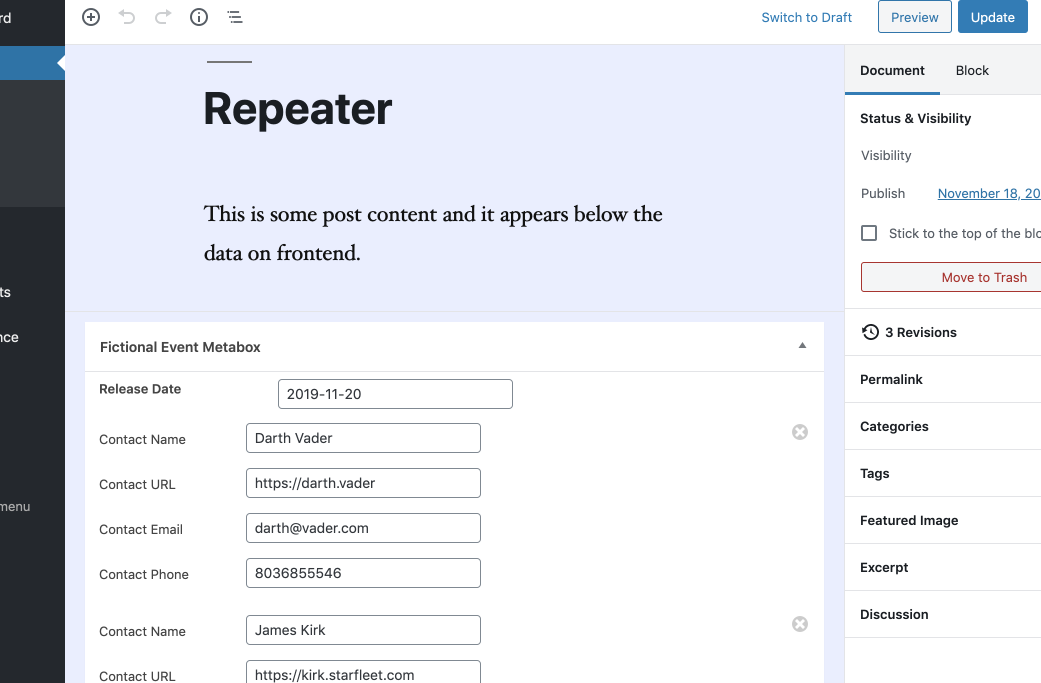 rd
Switch to Draft
Preview
Update
Document
Block
Repeater
Status & Visibility
Visibility
Publish
November 18, 20
This is some post content and it appears below the
data on frontend.
Stick to the top of the blo
Move to Trash
ts
nce
3 Revisions
Fictional Event Metabox
Permalink
Release Date
2019-11-20
Categories
Contact Name
Darth Vader
Tags
Contact URL
https://darth.vader
menu
Featured Image
Contact Email
darth@vader.com
Excerpt
Contact Phone
8036855546
Discussion
Contact Name
James Kirk
Contact URL
https://kirk.starfleet.com